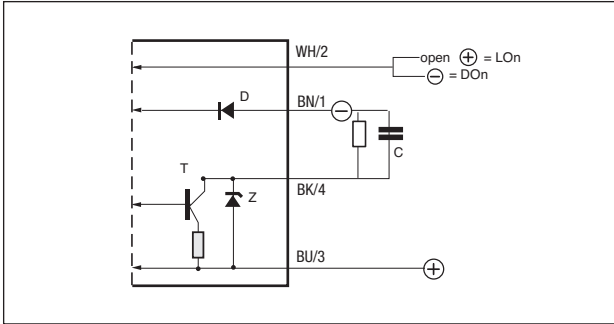 WH/2
open ⊕ = LOn
⊖ = DOn
D
BN/1
⊖
C
T
BK/4
Z
BU/3
⊕